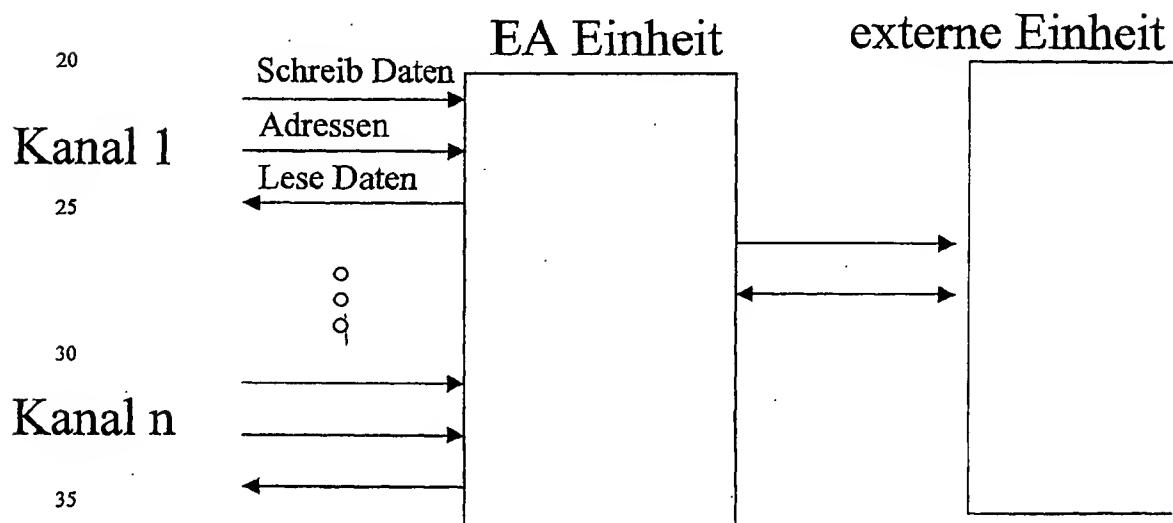 EA Einheit
externe Einheit
20
Schreib Daten
Adressen
Kanal 1
Lese Daten
25
30
Kanal n
35